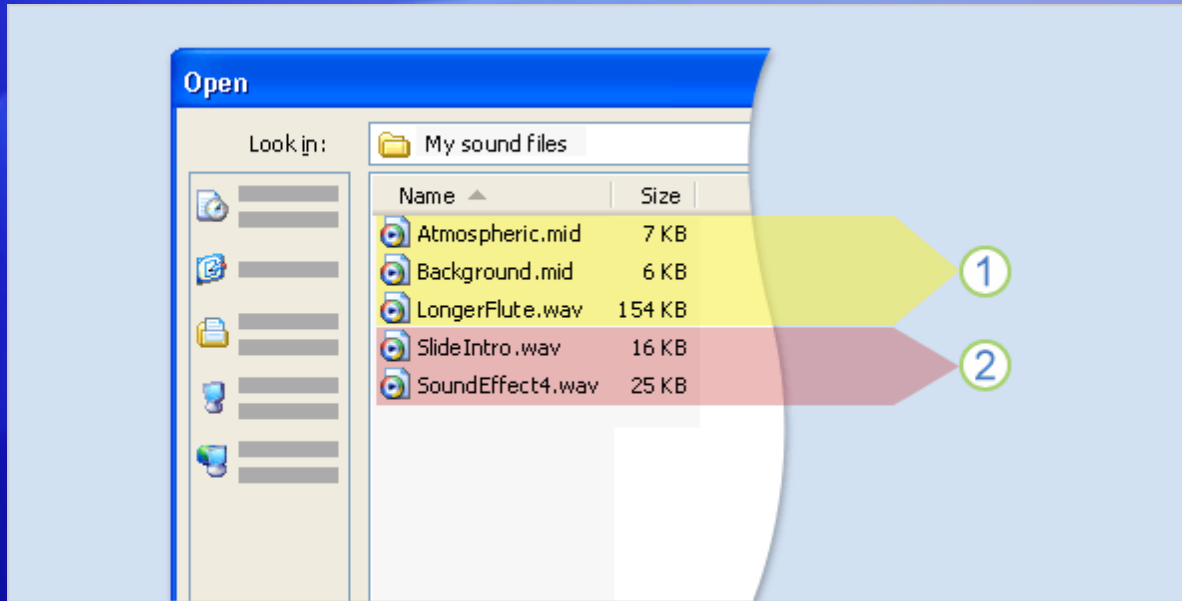 Open
Look in: My sound files
Name Size
Atmospheric.mid 7 KB
Background.mid 6 KB
LongerFlute.wav 154 KB
SlideIntro.wav 16 KB
SoundEffect4.wav 25 KB
1
2